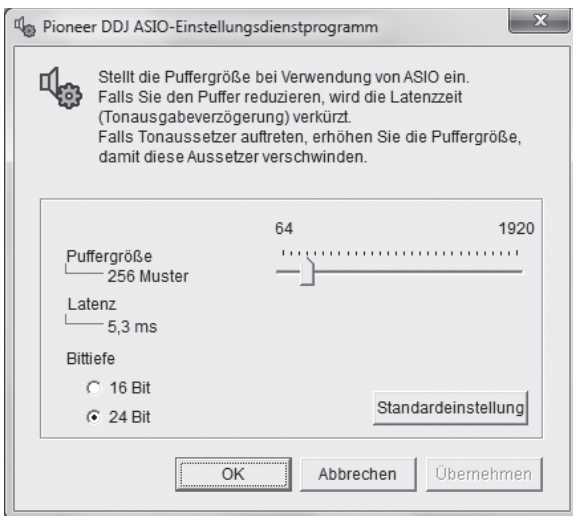 Pioneer DDJ ASIO-Einstellungsdienstprogramm
Stellt die Puffergröße bei Verwendung von ASIO ein.
Falls Sie den Puffer reduzieren, wird die Latenzzeit
(Tonausgabeverzögerung) verkürzt.
Falls Tonaussetzer auftreten, erhöhen Sie die Puffergröße,
damit diese Aussetzer verschwinden.
64 1920
Puffergröße
256 Muster
Latenz
5,3 ms
Bittiefe
16 Bit
24 Bit
Standardeinstellung
OK Abbrechen Übernehmen